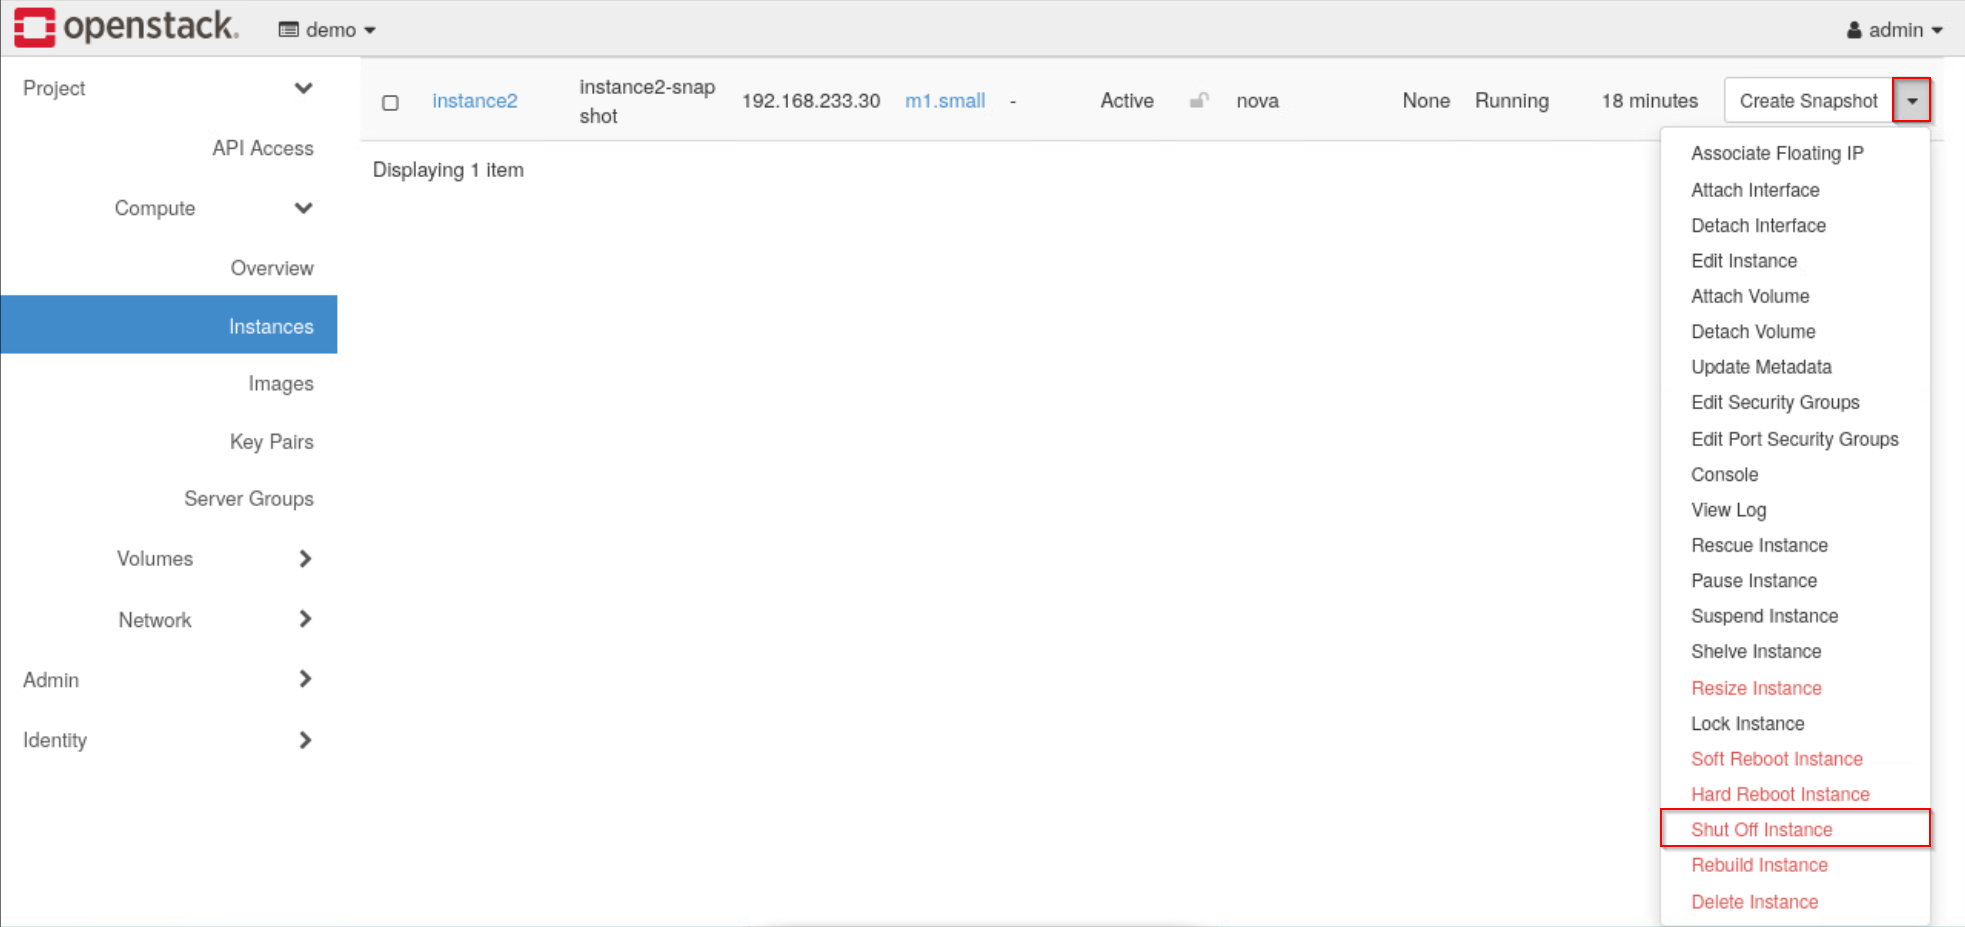 openstack. demo admin
Project
API Access
Compute
Overview
Instances
Images
Key Pairs
Server Groups
Volumes
Network
Admin
Identity
instance2 instance2-snap 192.168.233.30 m1.small - Active nova None Running 18 minutes Create Snapshot
shot
Displaying 1 item
Associate Floating IP
Attach Interface
Detach Interface
Edit Instance
Attach Volume
Detach Volume
Update Metadata
Edit Security Groups
Edit Port Security Groups
Console
View Log
Rescue Instance
Pause Instance
Suspend Instance
Shelve Instance
Resize Instance
Lock Instance
Soft Reboot Instance
Hard Reboot Instance
Shut Off Instance
Rebuild Instance
Delete Instance